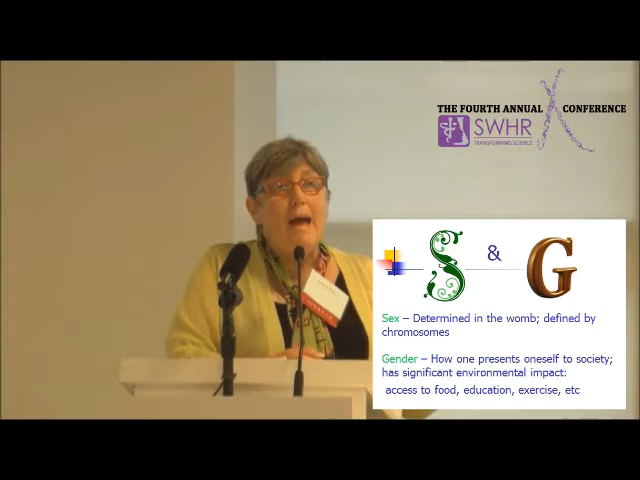 THE FOURTH ANNUAL X CONFERENCE
SWHR
TRANSFORMING SCIENCE
S & G
Sex – Determined in the womb; defined by
chromosomes
Gender – How one presents oneself to society;
has significant environmental impact:
access to food, education, exercise, etc